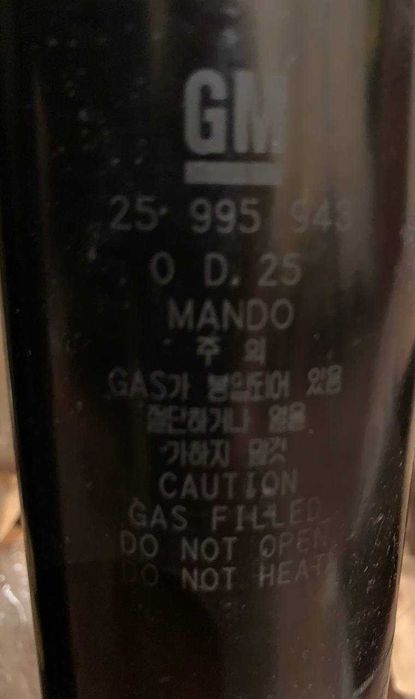 GM
25 995 948
0 D. 25
MANDO
주 의
GAS가 봉입되어 있음
절단하거나 열을
가하지 말것
CAUTION
GAS FILLED
DO NOT OPEN
DO NOT HEAT